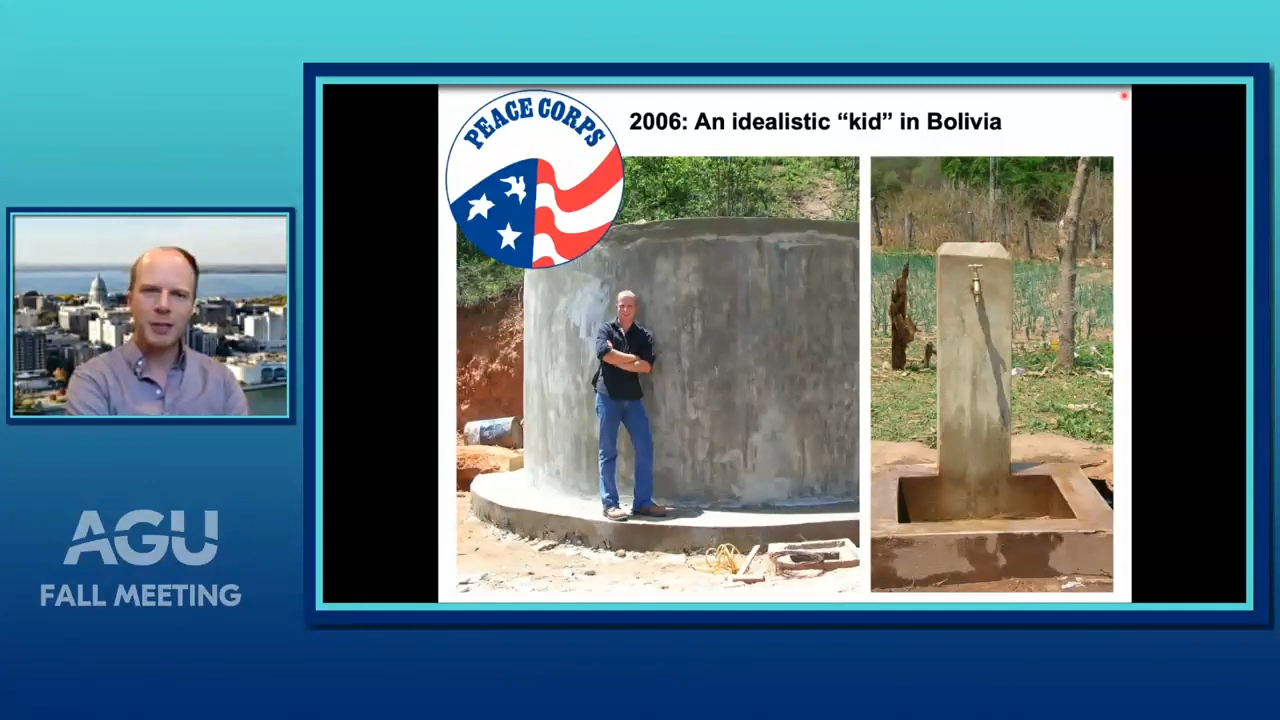 PEACE CORPS
2006: An idealistic “kid” in Bolivia
AGU
FALL MEETING